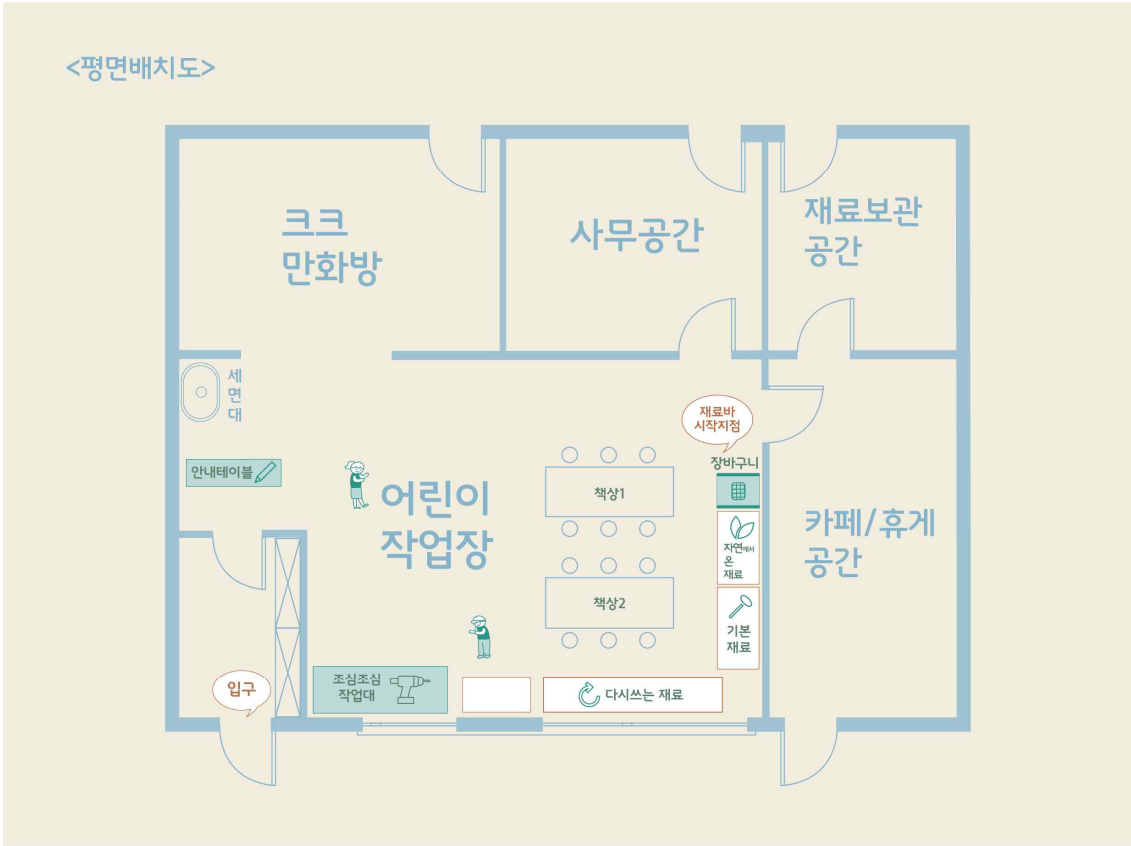 <평면배치도>
크크
만화방
사무공간
재료보관
공간
세
면
대
재료바
시작지점
장바구니
안내테이블
어린이
작업장
책상1
자연에서
온
재료
카페/휴게
공간
책상2
기본
재료
조심조심
작업대
다시쓰는 재료
입구